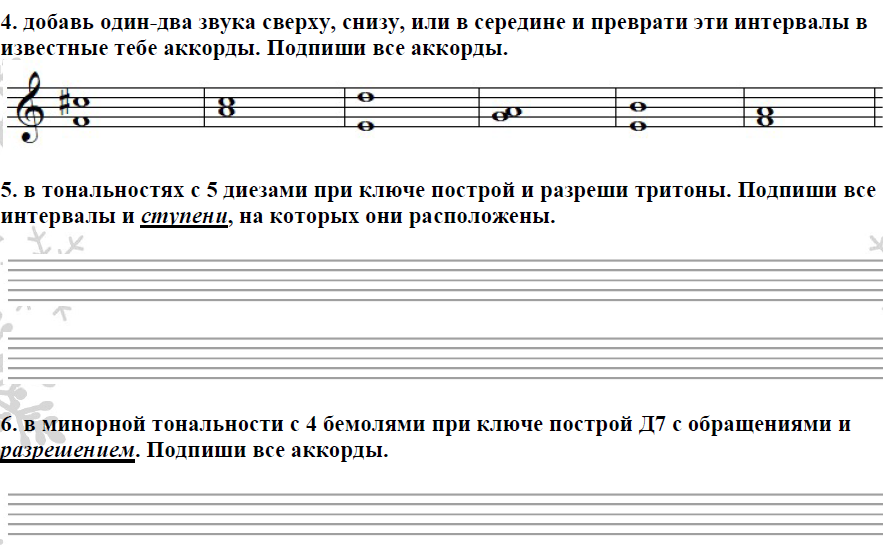 4. добавь один-два звука сверху, снизу, или в середине и преврати эти интервалы в
известные тебе аккорды. Подпиши все аккорды.
5. в тональностях с 5 диезами при ключе построй и разреши тритоны. Подпиши все
интервалы и ступени, на которых они расположены.
6. в минорной тональности с 4 бемолями при ключе построй Д7 с обращениями и
разрешением. Подпиши все аккорды.